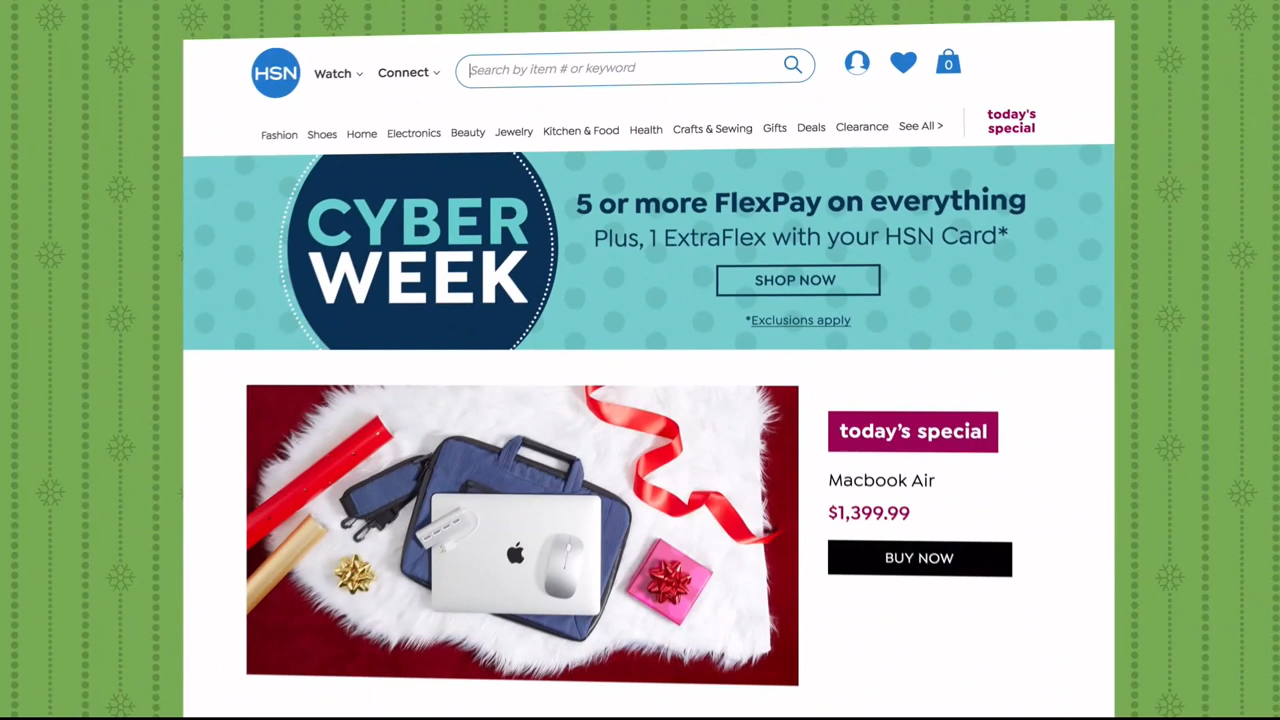 HSN
Watch
Connect
Search by item # or keyword
0
Fashion Shoes Home Electronics Beauty Jewelry Kitchen & Food Health Crafts & Sewing Gifts Deals Clearance See All >
today's
special
CYBER
WEEK
5 or more FlexPay on everything
Plus, 1 ExtraFlex with your HSN Card*
SHOP NOW
*Exclusions apply
today's special
Macbook Air
$1,399.99
BUY NOW